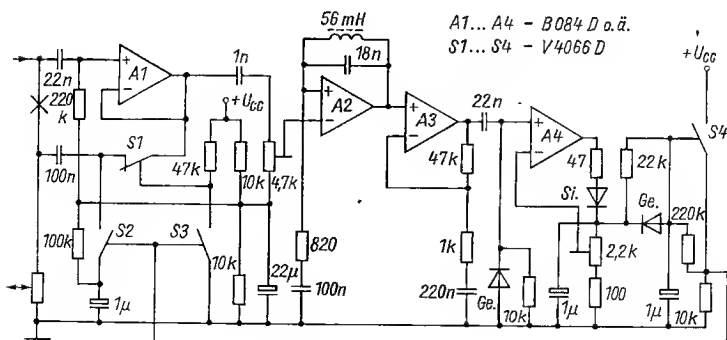 56 mH
18n
A1... A4 – B084 D o.ä.
S1... S4 – V4066 D
+UCC
22n
220
k
+
A1
–
1n
+UCC
+
A2
–
+
A3
–
22n
+
A4
–
S4
S1
47k
10k
4,7k
47k
47
22k
Si.
Ge.
220k
100n
100k
S2
S3
10k
22µ
820
100n
1k
220n
Ge.
10k
2,2k
100
1µ
1µ
1µ
10k